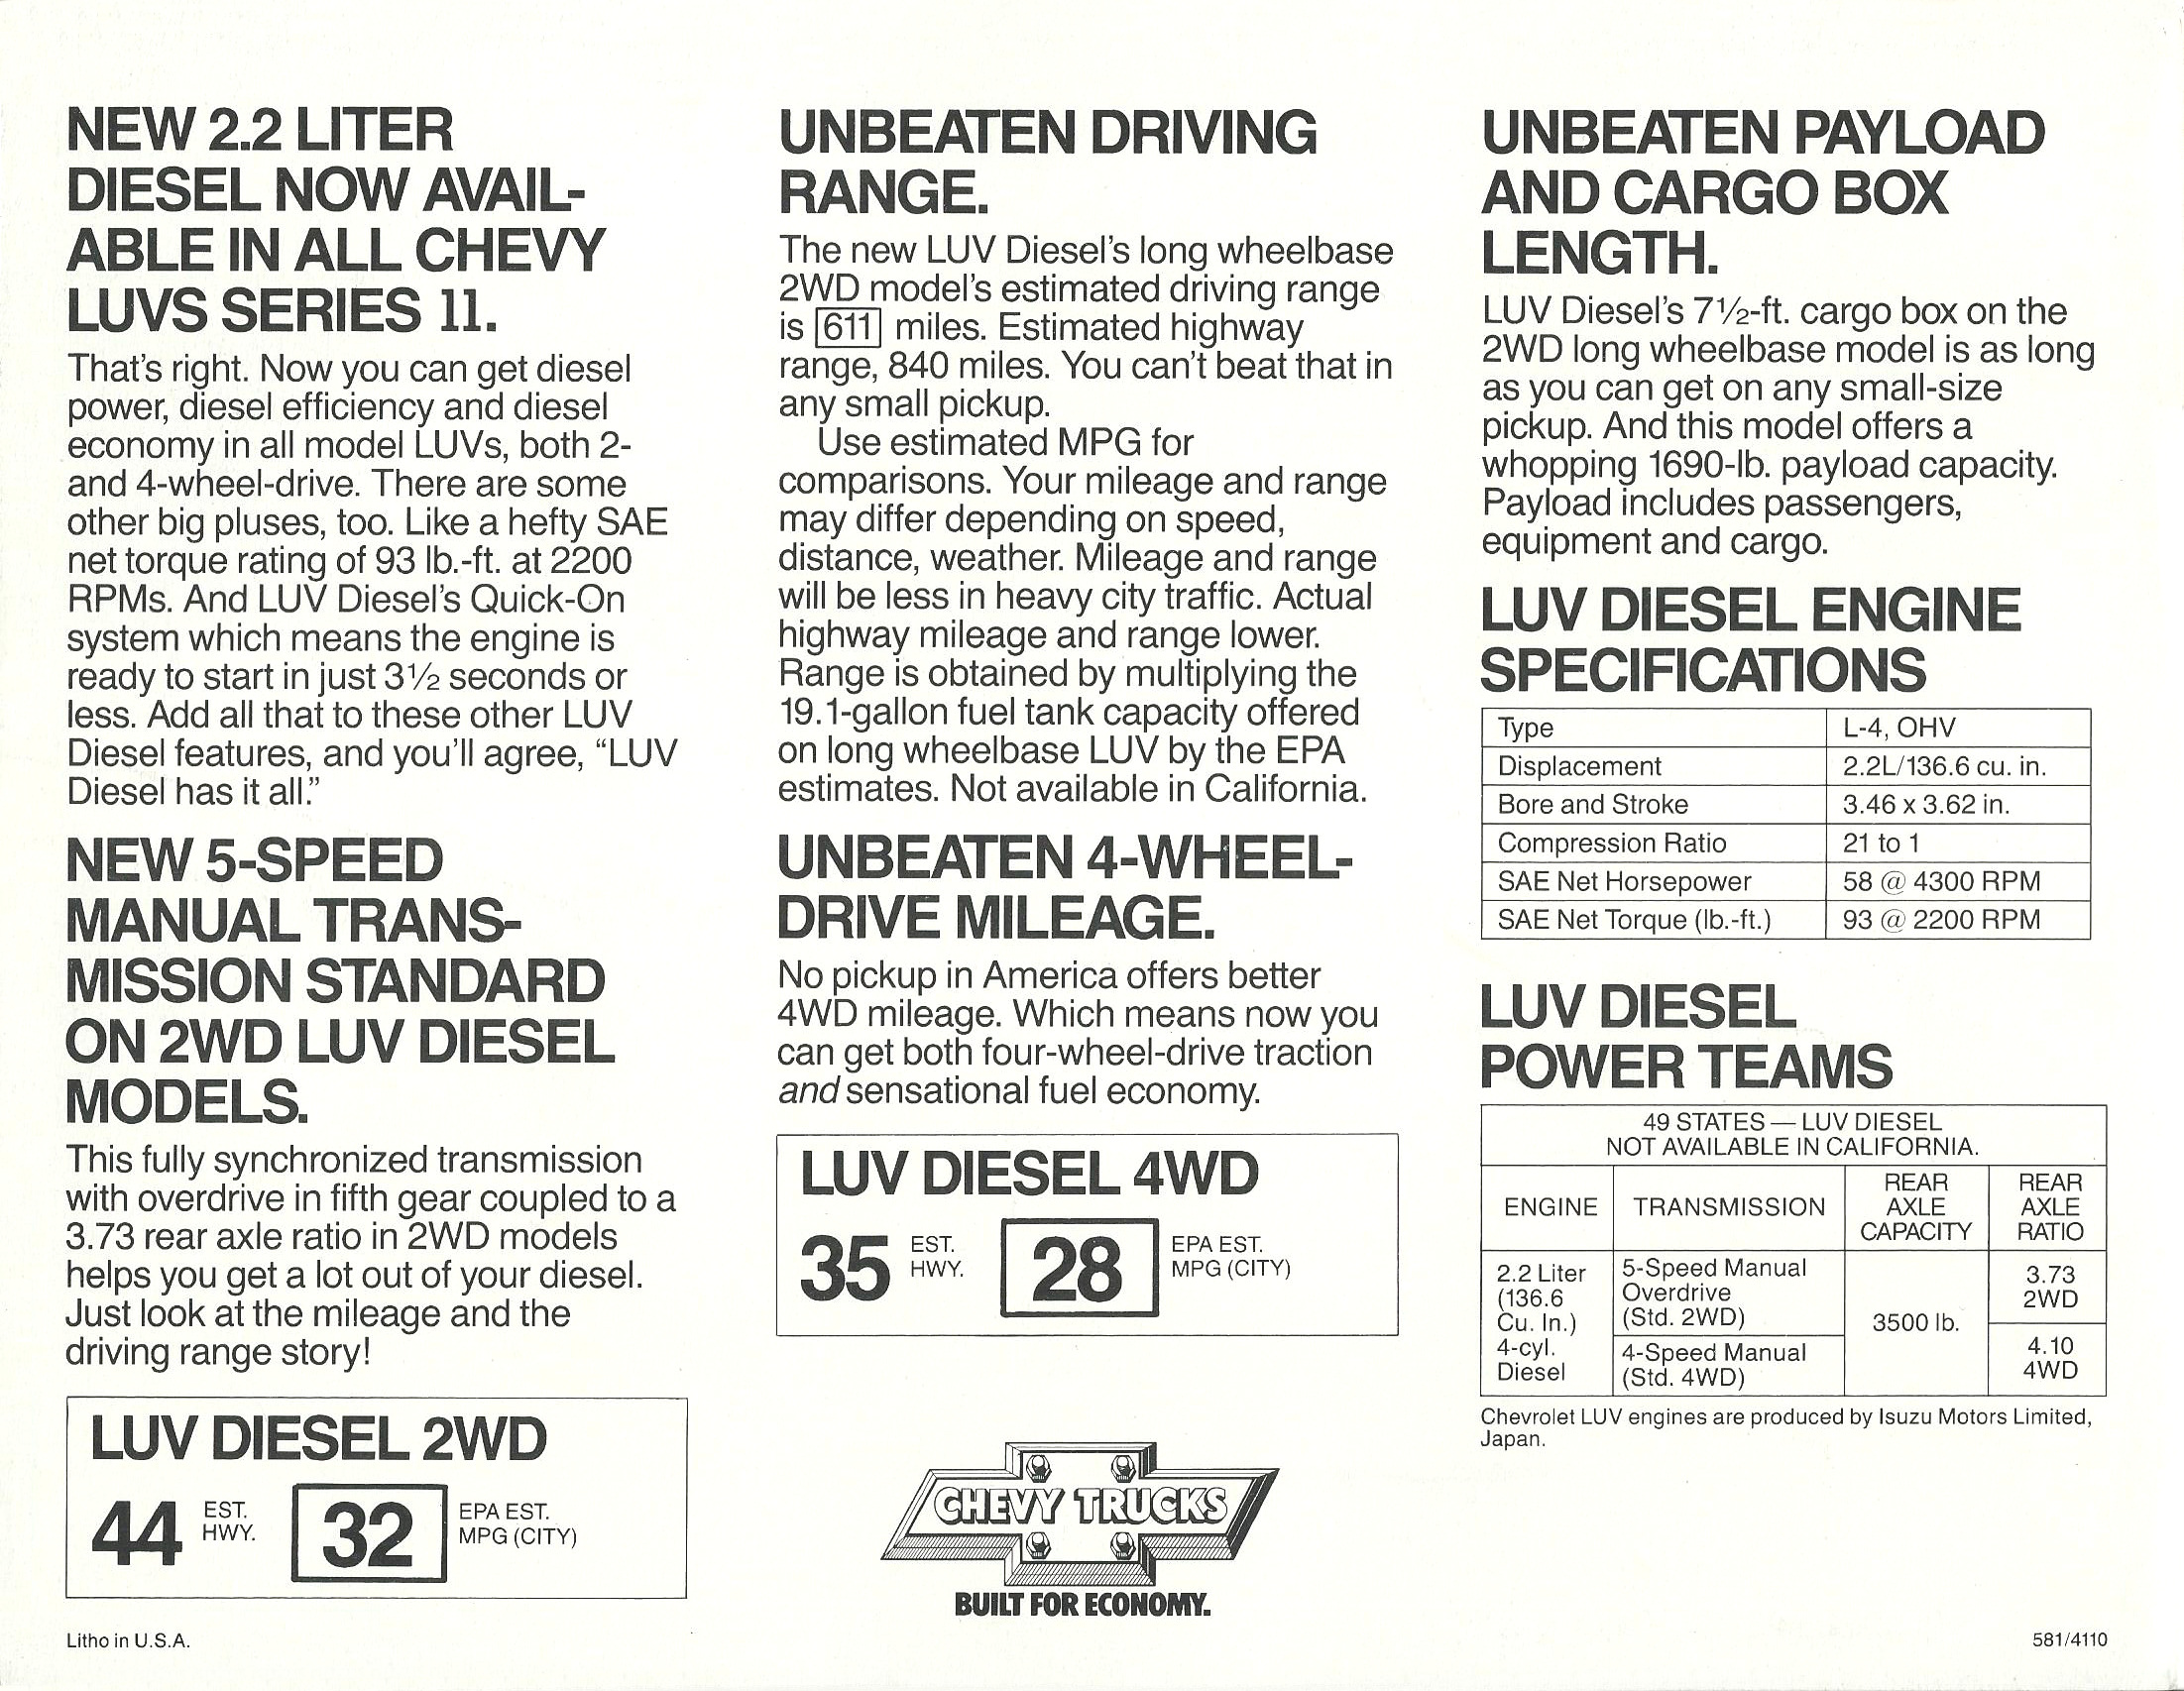 NEW 2.2 LITER
DIESEL NOW AVAIL-
ABLE IN ALL CHEVY
LUVS SERIES 11.
That's right. Now you can get diesel
power, diesel efficiency and diesel
economy in all model LUVs, both 2-
and 4-wheel-drive. There are some
other big pluses, too. Like a hefty SAE
net torque rating of 93 lb.-ft. at 2200
RPMs. And LUV Diesel's Quick-On
system which means the engine is
ready to start in just 3½ seconds or
less. Add all that to these other LUV
Diesel features, and you'll agree, “LUV
Diesel has it all.”
NEW 5-SPEED
MANUAL TRANS-
MISSION STANDARD
ON 2WD LUV DIESEL
MODELS.
This fully synchronized transmission
with overdrive in fifth gear coupled to a
3.73 rear axle ratio in 2WD models
helps you get a lot out of your diesel.
Just look at the mileage and the
driving range story!
LUV DIESEL 2WD
44 EST. HWY. 32 EPA EST. MPG (CITY)
Litho in U.S.A.
UNBEATEN DRIVING
RANGE.
The new LUV Diesel's long wheelbase
2WD model's estimated driving range
is 611 miles. Estimated highway
range, 840 miles. You can't beat that in
any small pickup.
Use estimated MPG for
comparisons. Your mileage and range
may differ depending on speed,
distance, weather. Mileage and range
will be less in heavy city traffic. Actual
highway mileage and range lower.
Range is obtained by multiplying the
19.1-gallon fuel tank capacity offered
on long wheelbase LUV by the EPA
estimates. Not available in California.
UNBEATEN 4-WHEEL-
DRIVE MILEAGE.
No pickup in America offers better
4WD mileage. Which means now you
can get both four-wheel-drive traction
and sensational fuel economy.
LUV DIESEL 4WD
35 EST. HWY. 28 EPA EST. MPG (CITY)
CHEVY TRUCKS
BUILT FOR ECONOMY.
UNBEATEN PAYLOAD
AND CARGO BOX
LENGTH.
LUV Diesel's 7½-ft. cargo box on the
2WD long wheelbase model is as long
as you can get on any small-size
pickup. And this model offers a
whopping 1690-lb. payload capacity.
Payload includes passengers,
equipment and cargo.
LUV DIESEL ENGINE
SPECIFICATIONS
Type L-4, OHV
Displacement 2.2L/136.6 cu. in.
Bore and Stroke 3.46 x 3.62 in.
Compression Ratio 21 to 1
SAE Net Horsepower 58 @ 4300 RPM
SAE Net Torque (lb.-ft.) 93 @ 2200 RPM
LUV DIESEL
POWER TEAMS
49 STATES — LUV DIESEL
NOT AVAILABLE IN CALIFORNIA.
ENGINE
TRANSMISSION
REAR
AXLE
CAPACITY
REAR
AXLE
RATIO
2.2 Liter
(136.6
Cu. In.)
4-cyl.
Diesel
5-Speed Manual
Overdrive
(Std. 2WD)
4-Speed Manual
(Std. 4WD)
3500 lb.
3.73
2WD
4.10
4WD
Chevrolet LUV engines are produced by Isuzu Motors Limited,
Japan.
581/4110